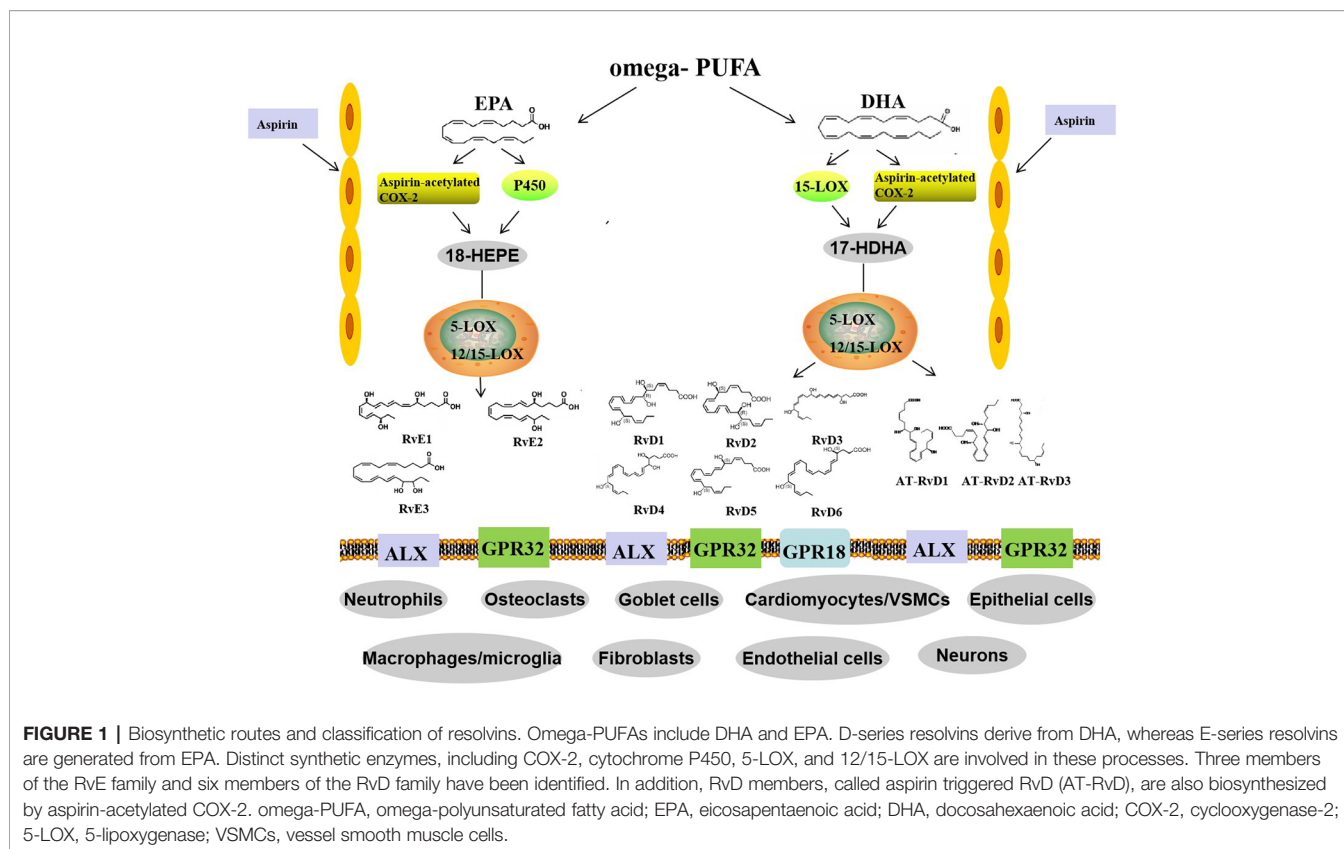 omega- PUFA
EPA
DHA
Aspirin
Aspirin
Aspirin-acetylated
COX-2
P450
15-LOX
Aspirin-acetylated
COX-2
18-HEPE
17-HDHA
5-LOX
12/15-LOX
5-LOX
12/15-LOX
RvE1
RvE2
RvD1
RvD2
RvD3
AT-RvD1
AT-RvD2
AT-RvD3
RvE3
RvD4
RvD5
RvD6
ALX
GPR32
ALX
GPR32
GPR18
ALX
GPR32
Neutrophils
Osteoclasts
Goblet cells
Cardiomyocytes/VSMCs
Epithelial cells
Macrophages/microglia
Fibroblasts
Endothelial cells
Neurons
FIGURE 1 | Biosynthetic routes and classification of resolvins. Omega-PUFAs include DHA and EPA. D-series resolvins derive from DHA, whereas E-series resolvins
are generated from EPA. Distinct synthetic enzymes, including COX-2, cytochrome P450, 5-LOX, and 12/15-LOX are involved in these processes. Three members
of the RvE family and six members of the RvD family have been identified. In addition, RvD members, called aspirin triggered RvD (AT-RvD), are also biosynthesized
by aspirin-acetylated COX-2. omega-PUFA, omega-polyunsaturated fatty acid; EPA, eicosapentaenoic acid; DHA, docosahexaenoic acid; COX-2, cyclooxygenase-2;
5-LOX, 5-lipoxygenase; VSMCs, vessel smooth muscle cells.